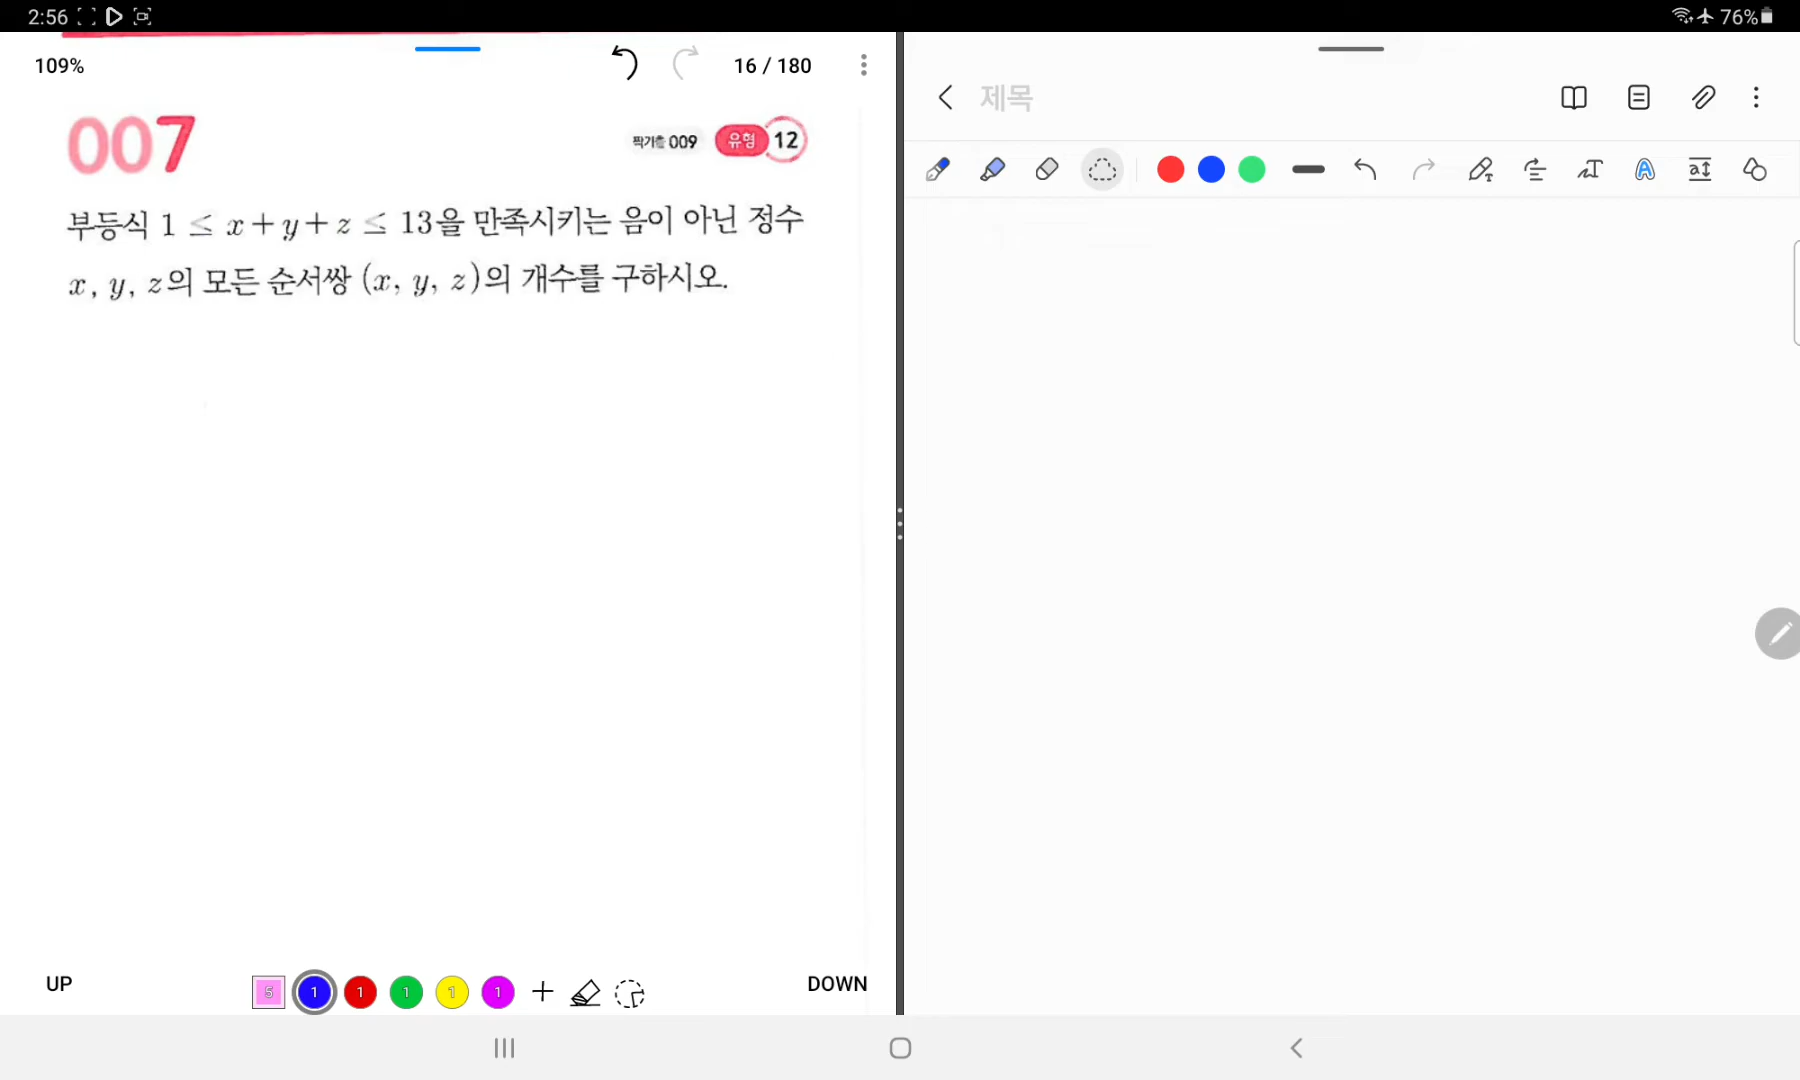 2:56
76%
109%
16 / 180
제목
007
짝기출 009 유형 12
부등식 1 ≤ x+y+z ≤ 13을 만족시키는 음이 아닌 정수
x, y, z의 모든 순서쌍 (x, y, z)의 개수를 구하시오.
UP
5 1 1 1 1 1
DOWN